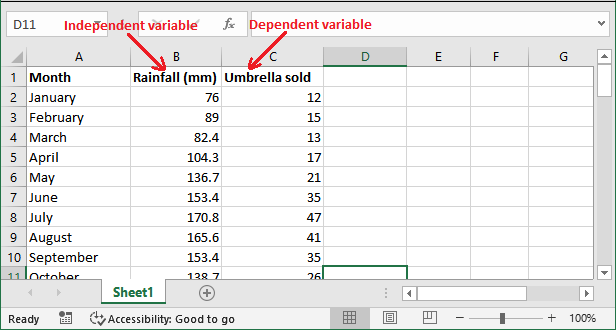 D11 Independent variable fx Dependent variable
A B C D E F G
1 Month Rainfall (mm) Umbrella sold
2 January 76 12
3 February 89 15
4 March 82.4 13
5 April 104.3 17
6 May 136.7 21
7 June 153.4 35
8 July 170.8 47
9 August 165.6 41
10 September 153.4 35
11 October 138.7 26
Sheet1
Ready Accessibility: Good to go 100%